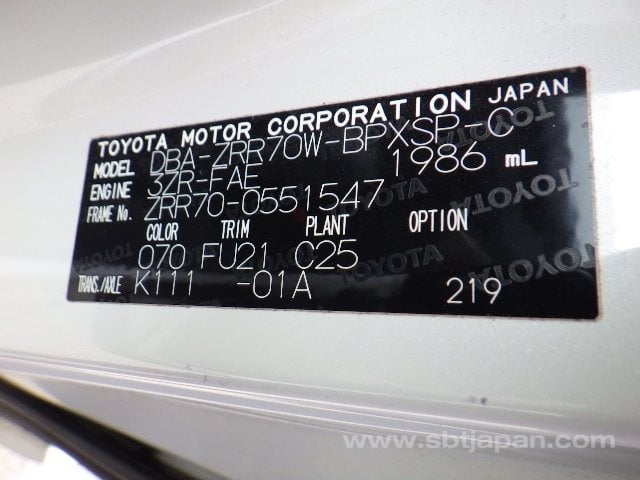 TOYOTA MOTOR CORPORATION JAPAN
MODEL DBA-ZRR70W-BPXSP-C
ENGINE 3ZR-FAE 1986 mL
FRAME No. ZRR70-0551547
COLOR TRIM PLANT OPTION
070 FU21 C25
TRANS./AXLE K111 -01A 219
www.sbtjapan.com